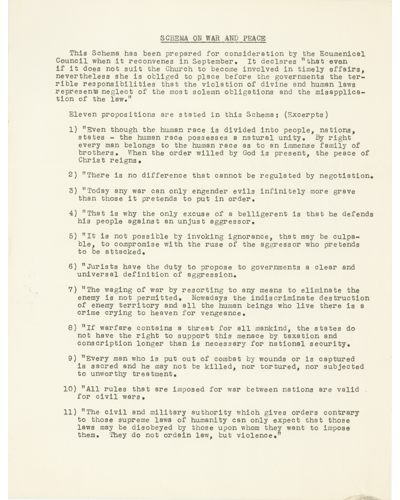 SCHEMA ON WAR AND PEACE
This Schema has been prepared for consideration by the Ecumenical
Council when it reconvenes in September. It declares "that even
if it does not suit the Church to become involved in timely affairs,
nevertheless she is obliged to place before the governments the ter-
rible responsibilities that the violation of divine and human laws
represents neglect of the most solemn obligations and the misapplica-
tion of the law."
Eleven propositions are stated in this Schema: (Excerpts)
1) "Even though the human race is divided into people, nations,
states - the human race possesses a natural unity. By right
every man belongs to the human race as to an immense family of
brothers. When the order willed by God is present, the peace of
Christ reigns.
2) "There is no difference that cannot be regulated by negotiation.
3) "Today any war can only engender evils infinitely more grave
than those it pretends to put in order.
4) "That is why the only excuse of a belligerent is that he defends
his people against an unjust aggressor.
5) "It is not possible by invoking ignorance, that may be culpa-
ble, to compromise with the ruse of the aggressor who pretends
to be attacked.
6) "Jurists have the duty to propose to governments a clear and
universal definition of aggression.
7) "The waging of war by resorting to any means to eliminate the
enemy is not permitted. Nowadays the indiscriminate destruction
of enemy territory and all the human beings who live there is a
crime crying to heaven for vengeance.
8) "If warfare contains a threat for all mankind, the states do
not have the right to support this menace by taxation and
conscription longer than is necessary for national security.
9) "Every man who is put out of combat by wounds or is captured
is sacred and he may not be killed, nor tortured, nor subjected
to unworthy treatment.
10) "All rules that are imposed for war between nations are valid
for civil wars.
11) "The civil and military authority which gives orders contrary
to those supreme laws of humanity can only expect that those
laws may be disobeyed by those upon whom they want to impose
them. They do not ordain law, but violence."